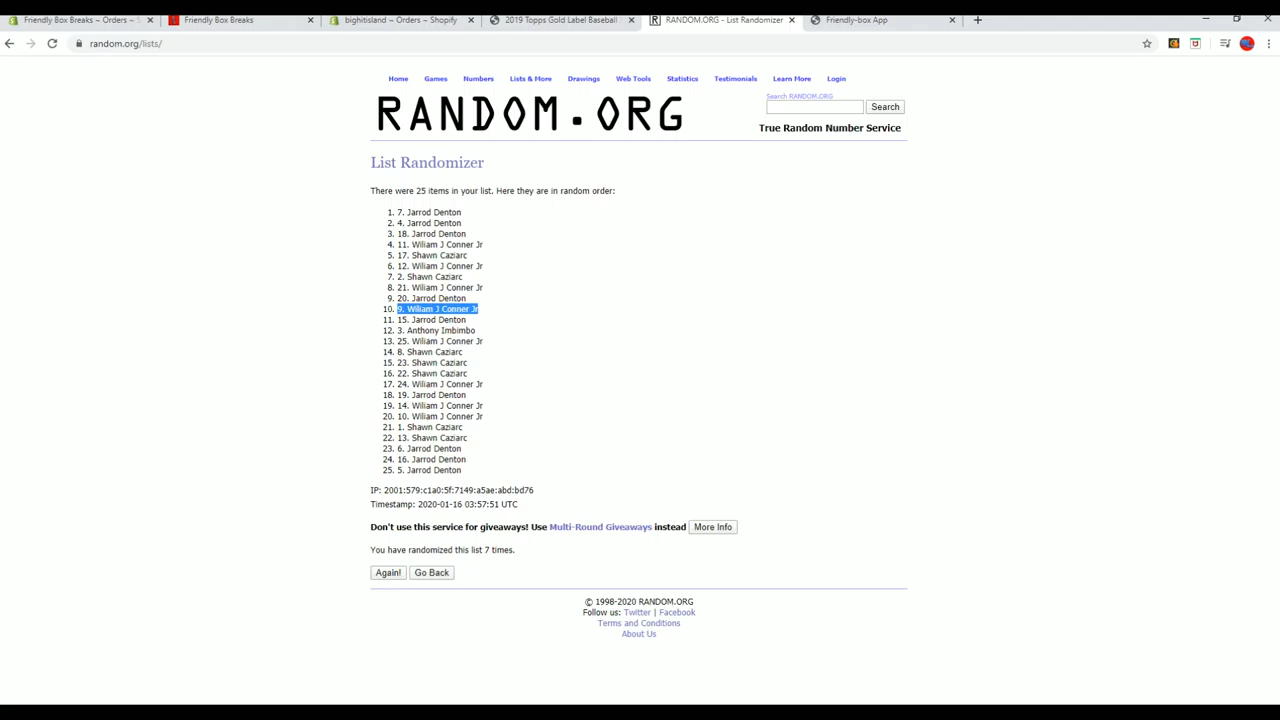 Friendly Box Breaks ~ Orders ~ S
Friendly Box Breaks
bighitisland ~ Orders ~ Shopify
2019 Topps Gold Label Baseball
RANDOM.ORG - List Randomizer
Friendly-box App
random.org/lists/
Home Games Numbers Lists & More Drawings Web Tools Statistics Testimonials Learn More Login
Search RANDOM.ORG
Search
RANDOM.ORG
True Random Number Service
List Randomizer
There were 25 items in your list. Here they are in random order:
1. 7. Jarrod Denton
2. 4. Jarrod Denton
3. 18. Jarrod Denton
4. 11. Wiliam J Conner Jr
5. 17. Shawn Caziarc
6. 12. Wiliam J Conner Jr
7. 2. Shawn Caziarc
8. 21. Wiliam J Conner Jr
9. 20. Jarrod Denton
10. 9. Wiliam J Conner Jr
11. 15. Jarrod Denton
12. 3. Anthony Imbimbo
13. 25. Wiliam J Conner Jr
14. 8. Shawn Caziarc
15. 23. Shawn Caziarc
16. 22. Shawn Caziarc
17. 24. Wiliam J Conner Jr
18. 19. Jarrod Denton
19. 14. Wiliam J Conner Jr
20. 10. Wiliam J Conner Jr
21. 1. Shawn Caziarc
22. 13. Shawn Caziarc
23. 6. Jarrod Denton
24. 16. Jarrod Denton
25. 5. Jarrod Denton
IP: 2001:579:c1a0:5f:7149:a5ae:abd:bd76
Timestamp: 2020-01-16 03:57:51 UTC
Don't use this service for giveaways! Use Multi-Round Giveaways instead More Info
You have randomized this list 7 times.
Again! Go Back
© 1998-2020 RANDOM.ORG
Follow us: Twitter | Facebook
Terms and Conditions
About Us